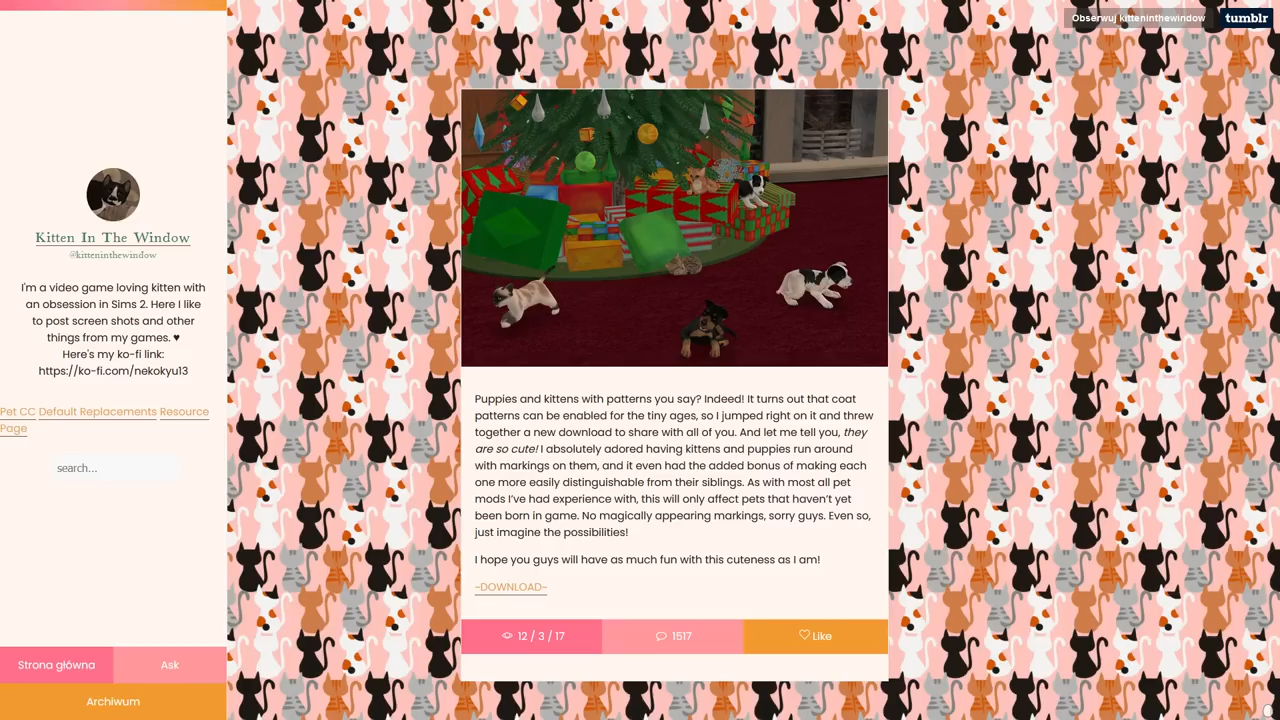 Obserwuj kitteninthewindow
tumblr
Kitten In The Window
@kitteninthewindow
I'm a video game loving kitten with
an obsession in Sims 2. Here I like
to post screen shots and other
things from my games. ♥
Here's my ko-fi link:
https://ko-fi.com/nekokyu13
Pet CC Default Replacements Resource
Page
search...
Strona główna
Ask
Archiwum
Puppies and kittens with patterns you say? Indeed! It turns out that coat
patterns can be enabled for the tiny ages, so I jumped right on it and threw
together a new download to share with all of you. And let me tell you, they
are so cute! I absolutely adored having kittens and puppies run around
with markings on them, and it even had the added bonus of making each
one more easily distinguishable from their siblings. As with most all pet
mods I've had experience with, this will only affect pets that haven't yet
been born in game. No magically appearing markings, sorry guys. Even so,
just imagine the possibilities!
I hope you guys will have as much fun with this cuteness as I am!
~DOWNLOAD~
12 / 3 / 17
1517
Like